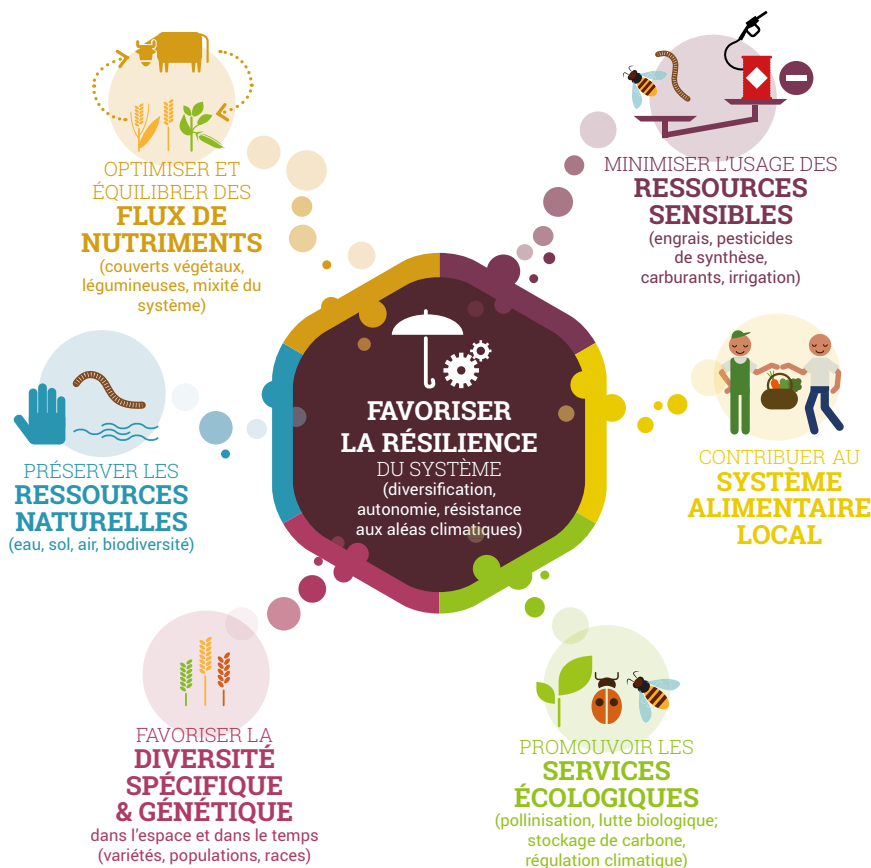 OPTIMISER ET
ÉQUILIBRER DES
FLUX DE
NUTRIMENTS
(couverts végétaux,
légumineuses, mixité du
système)
MINIMISER L'USAGE DES
RESSOURCES
SENSIBLES
(engrais, pesticides
de synthèse,
carburants, irrigation)
FAVORISER
LA RÉSILIENCE
DU SYSTÈME
(diversification,
autonomie, résistance
aux aléas climatiques)
PRÉSERVER LES
RESSOURCES
NATURELLES
(eau, sol, air, biodiversité)
CONTRIBUER AU
SYSTÈME
ALIMENTAIRE
LOCAL
FAVORISER LA
DIVERSITÉ
SPÉCIFIQUE
& GÉNÉTIQUE
dans l'espace et dans le temps
(variétés, populations, races)
PROMOUVOIR LES
SERVICES
ÉCOLOGIQUES
(pollinisation, lutte biologique;
stockage de carbone,
régulation climatique)